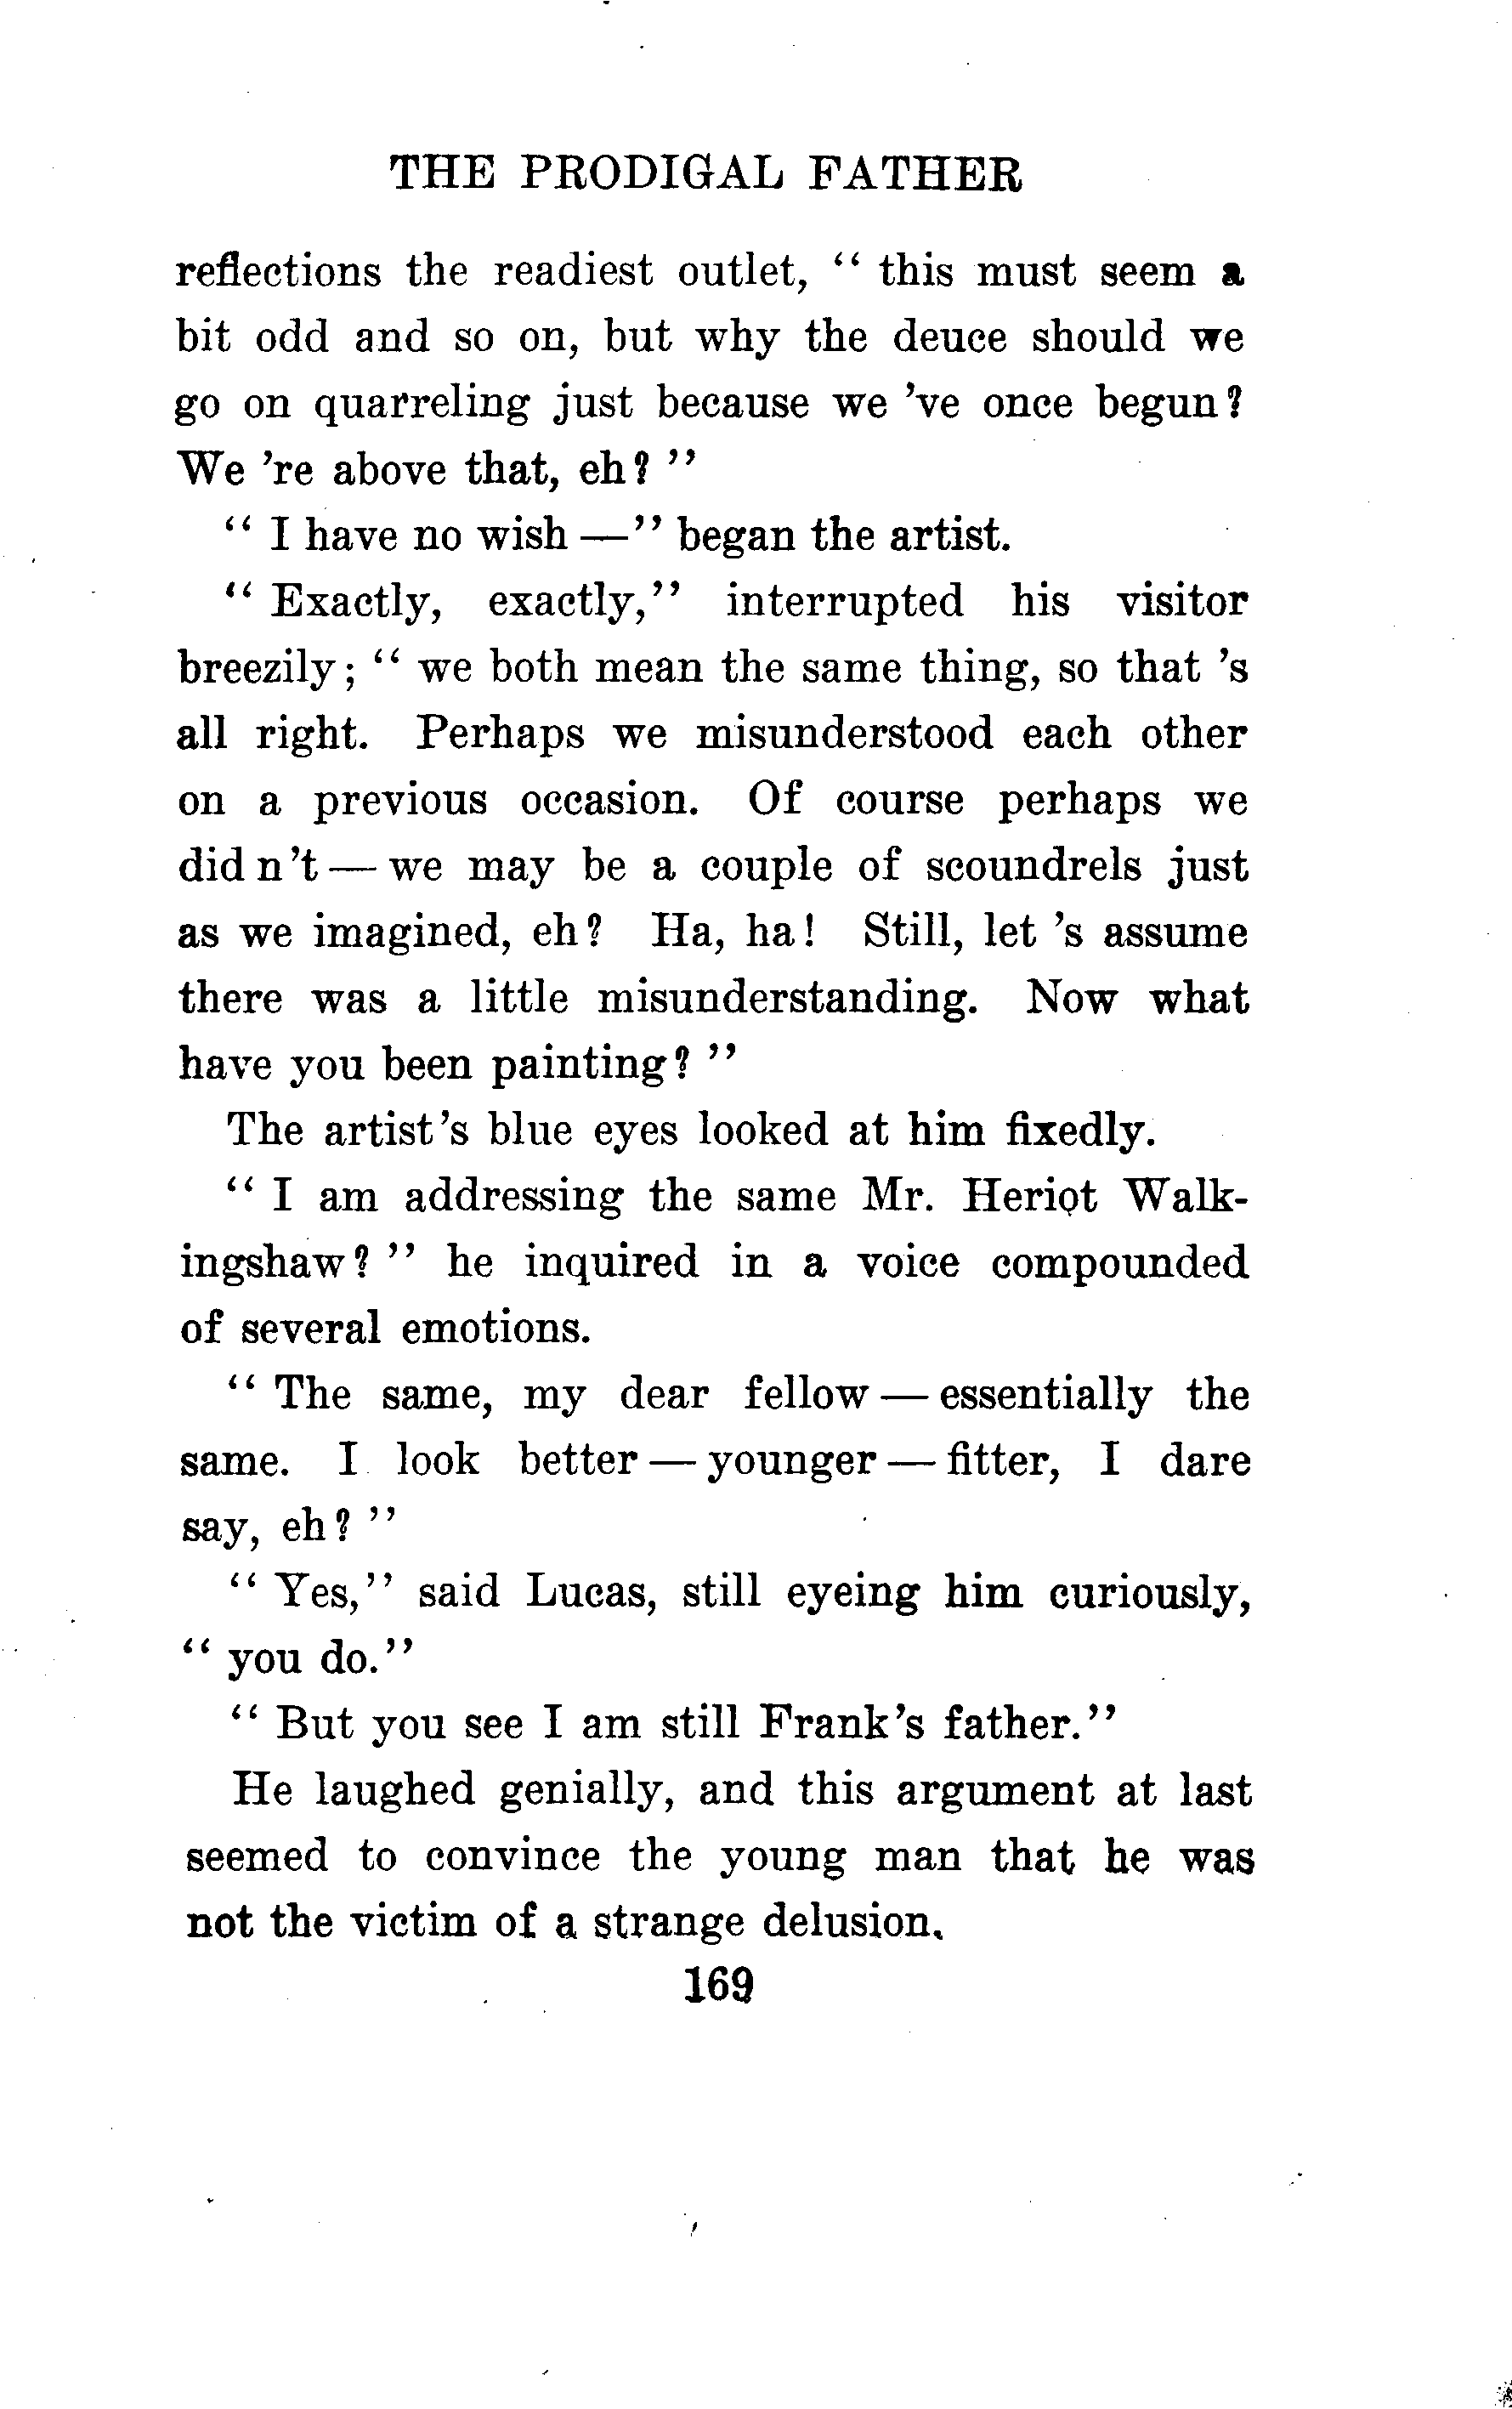 THE PRODIGAL FATHER
reflections the readiest outlet, “ this must seem a
bit odd and so on, but why the deuce should we
go on quarreling just because we ’ve once begun?
We ’re above that, eh? ”
“ I have no wish —” began the artist.
“ Exactly, exactly,” interrupted his visitor
breezily; “ we both mean the same thing, so that ’s
all right. Perhaps we misunderstood each other
on a previous occasion. Of course perhaps we
did n’t — we may be a couple of scoundrels just
as we imagined, eh? Ha, ha! Still, let ’s assume
there was a little misunderstanding. Now what
have you been painting? ”
The artist’s blue eyes looked at him fixedly.
“ I am addressing the same Mr. Heriot Walk-
ingshaw? ” he inquired in a voice compounded
of several emotions.
“ The same, my dear fellow — essentially the
same. I look better — younger — fitter, I dare
say, eh? ”
“ Yes,” said Lucas, still eyeing him curiously,
“ you do.”
“ But you see I am still Frank’s father.”
He laughed genially, and this argument at last
seemed to convince the young man that he was
not the victim of a strange delusion.
169